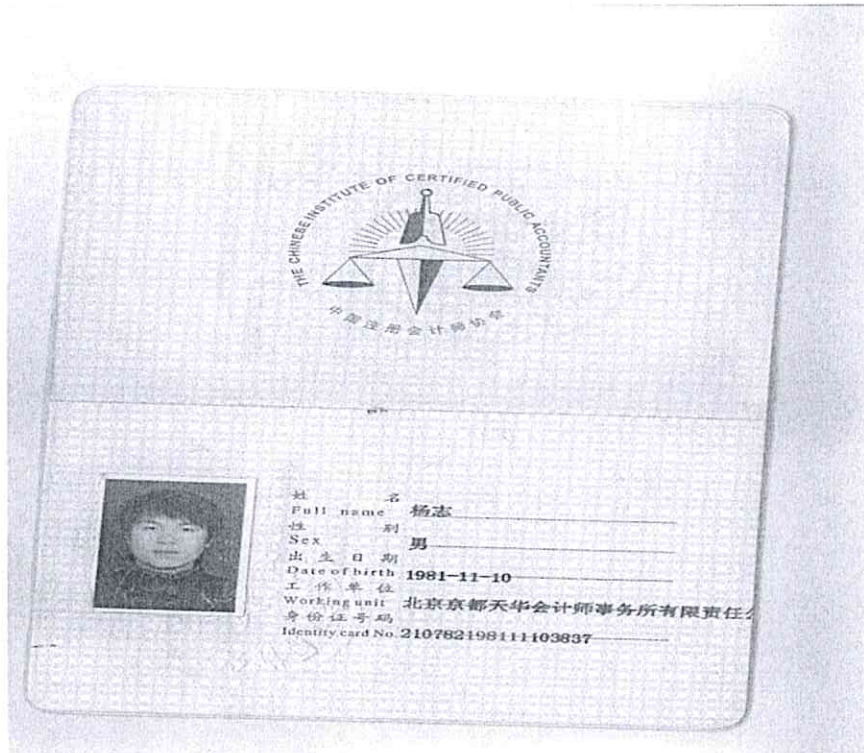 THE CHINESE INSTITUTE OF CERTIFIED PUBLIC ACCOUNTANTS
中国注册会计师协会
姓 名
Full name 杨志
性 别
Sex 男
出生日期
Date of birth 1981-11-10
工作单位
Working unit 北京京都天华会计师事务所有限责任公
身份证号码
Identity card No. 210782198111103837